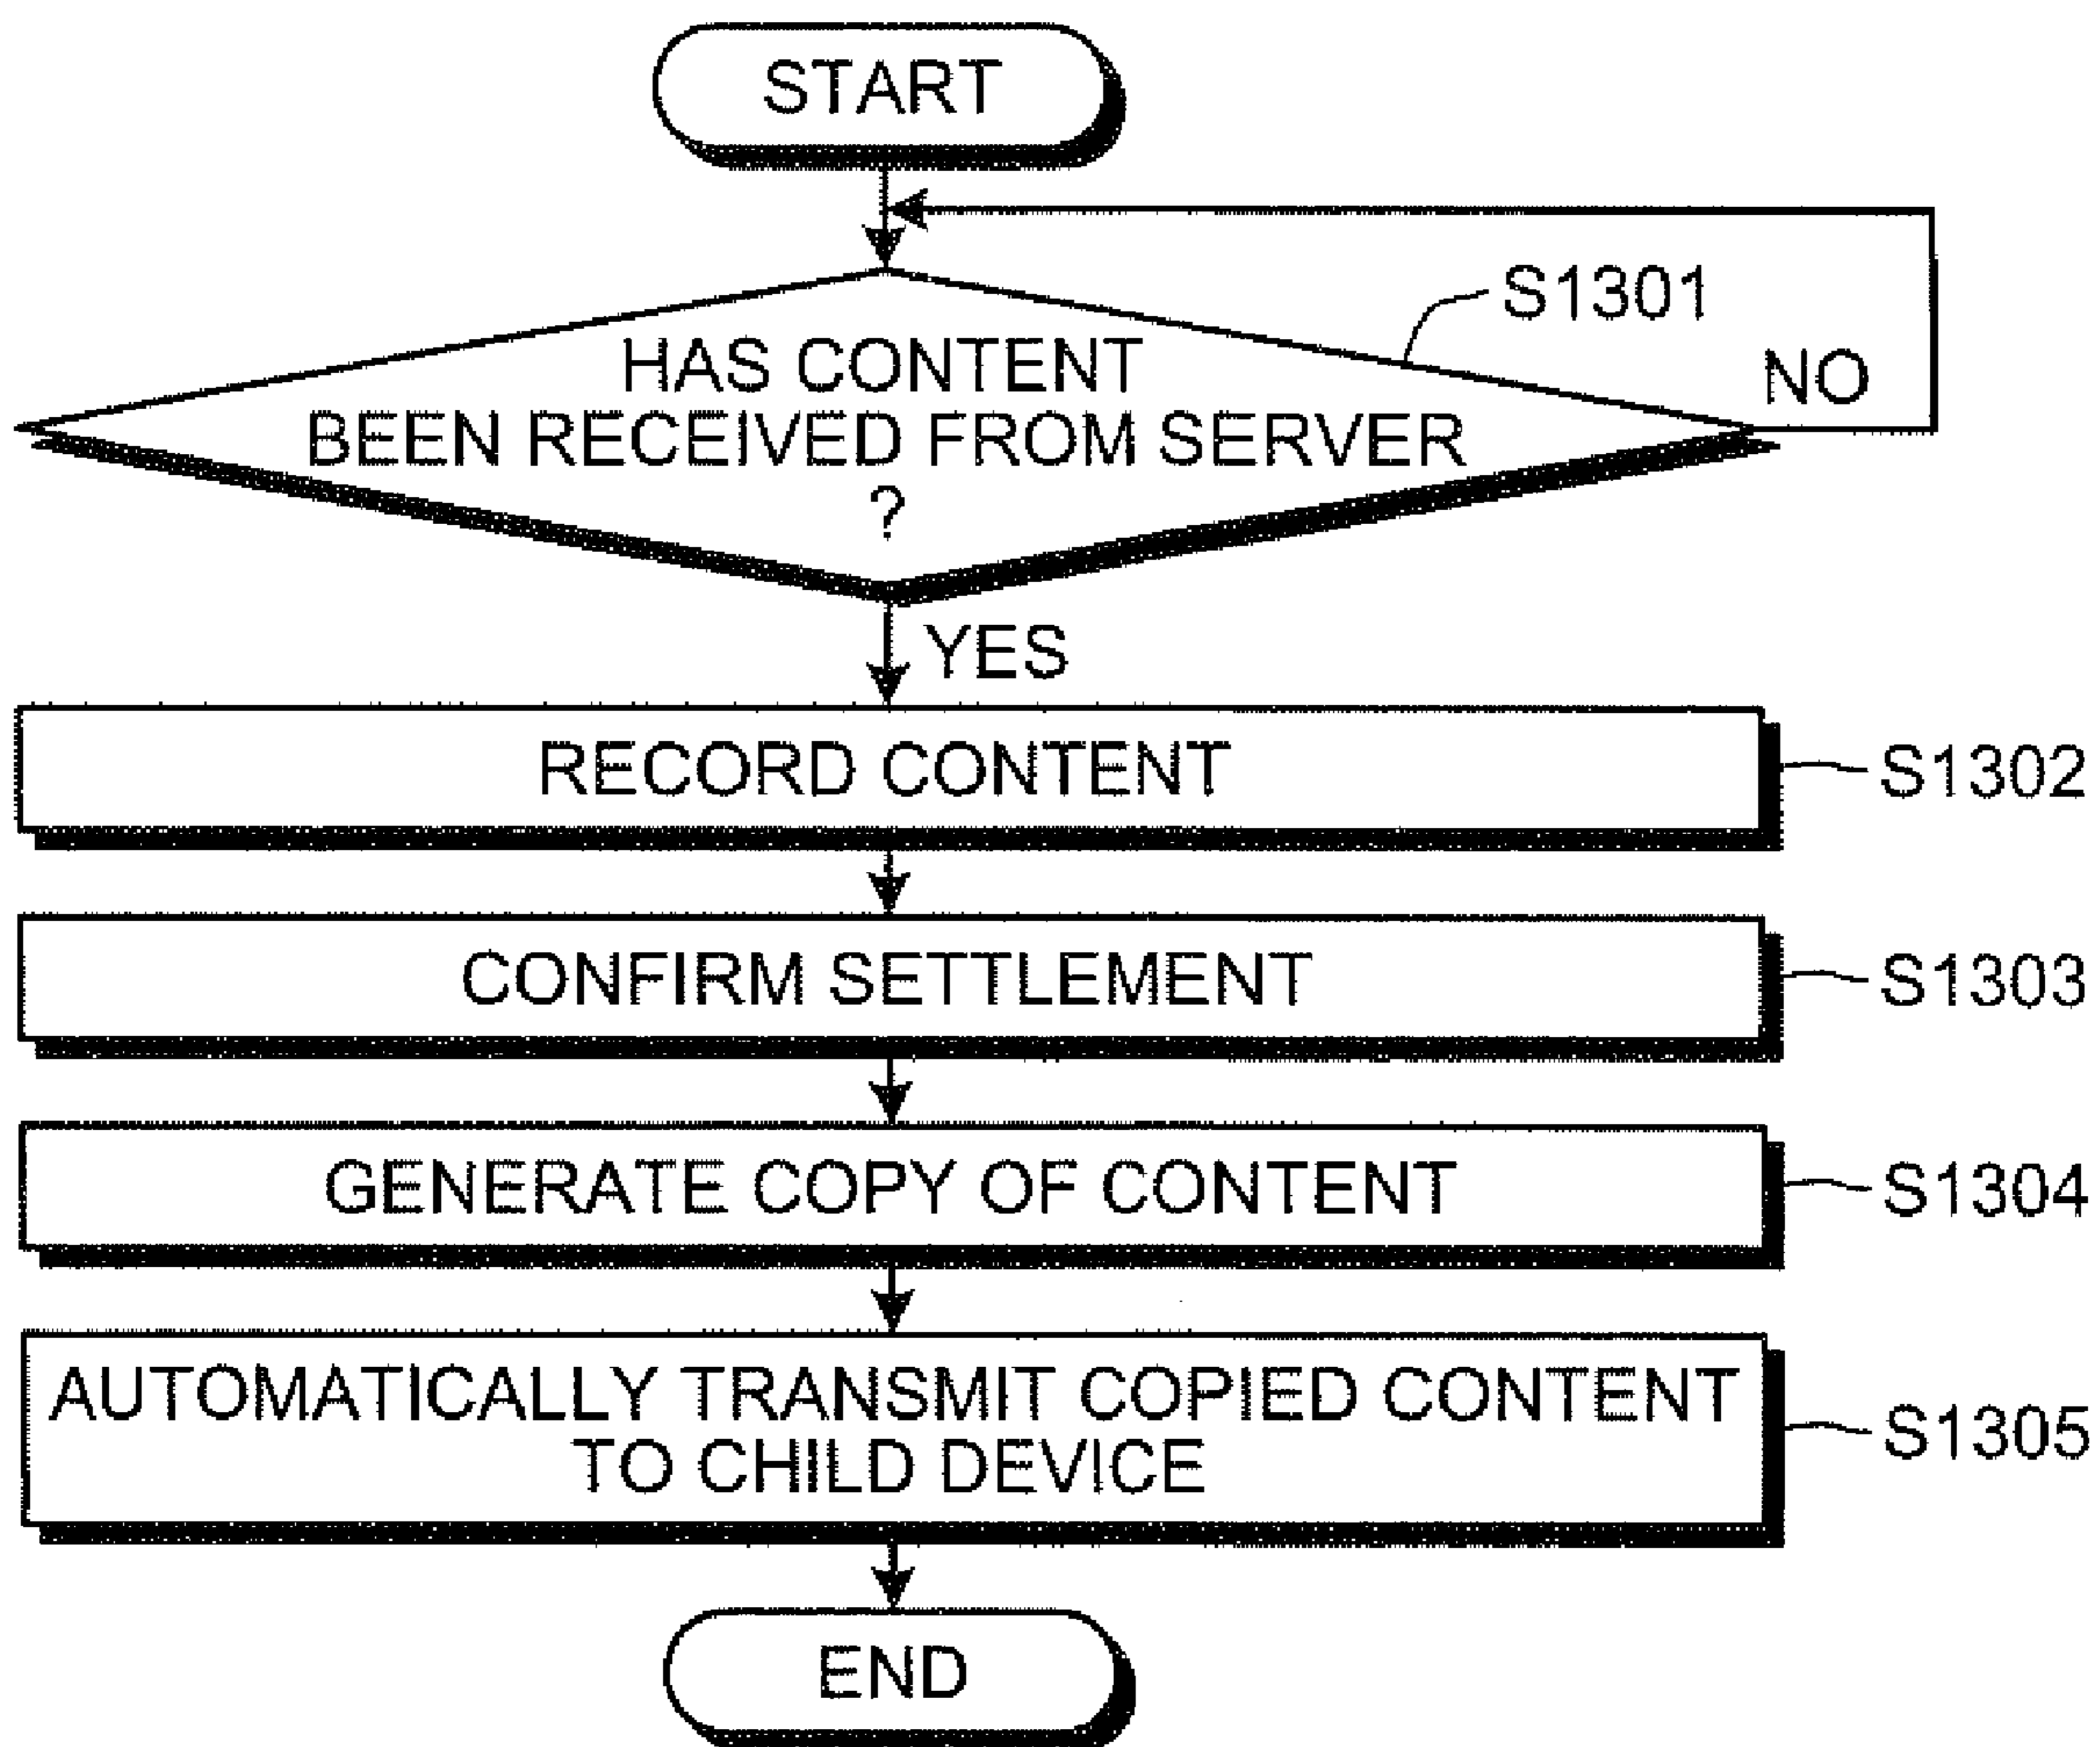 START
S1301
HAS CONTENT
NO
BEEN RECEIVED FROM SERVER
?
YES
RECORD CONTENT
S1302
CONFIRM SETTLEMENT
S1303
GENERATE COPY OF CONTENT
S1304
AUTOMATICALLY TRANSMIT COPIED CONTENT
TO CHILD DEVICE
S1305
END